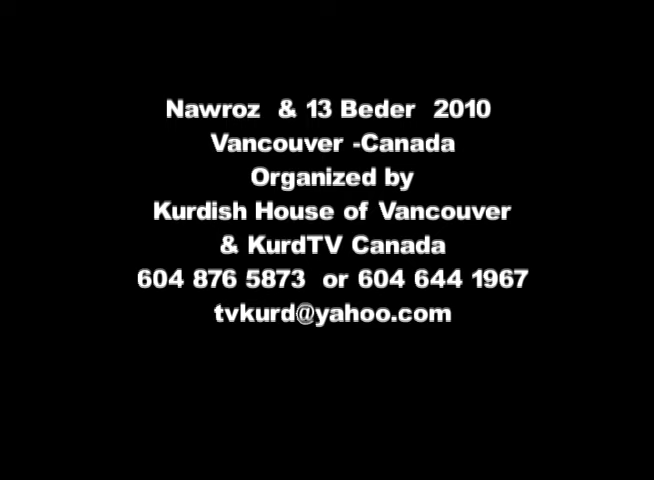 Nawroz & 13 Beder 2010
Vancouver -Canada
Organized by
Kurdish House of Vancouver
& KurdTV Canada
604 876 5873 or 604 644 1967
tvkurd@yahoo.com